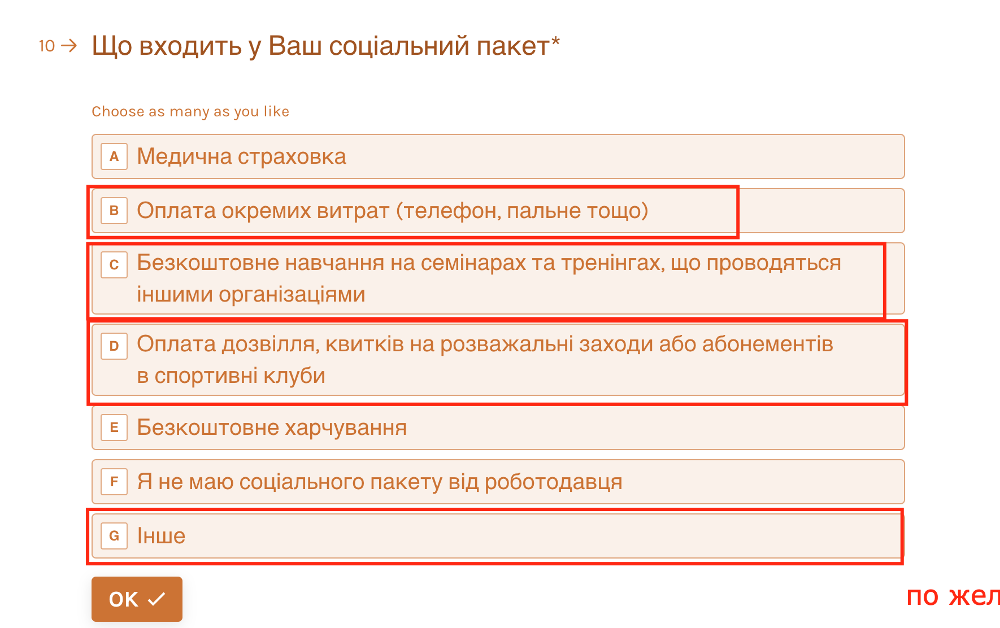 10 → Що входить у Ваш соціальний пакет*
Choose as many as you like
A Медична страховка
B Оплата окремих витрат (телефон, пальне тощо)
C Безкоштовне навчання на семінарах та тренінгах, що проводяться
іншими організаціями
D Оплата дозвілля, квитків на розважальні заходи або абонементів
в спортивні клуби
E Безкоштовне харчування
F Я не маю соціального пакету від роботодавця
G Інше
OK ✓
по жел